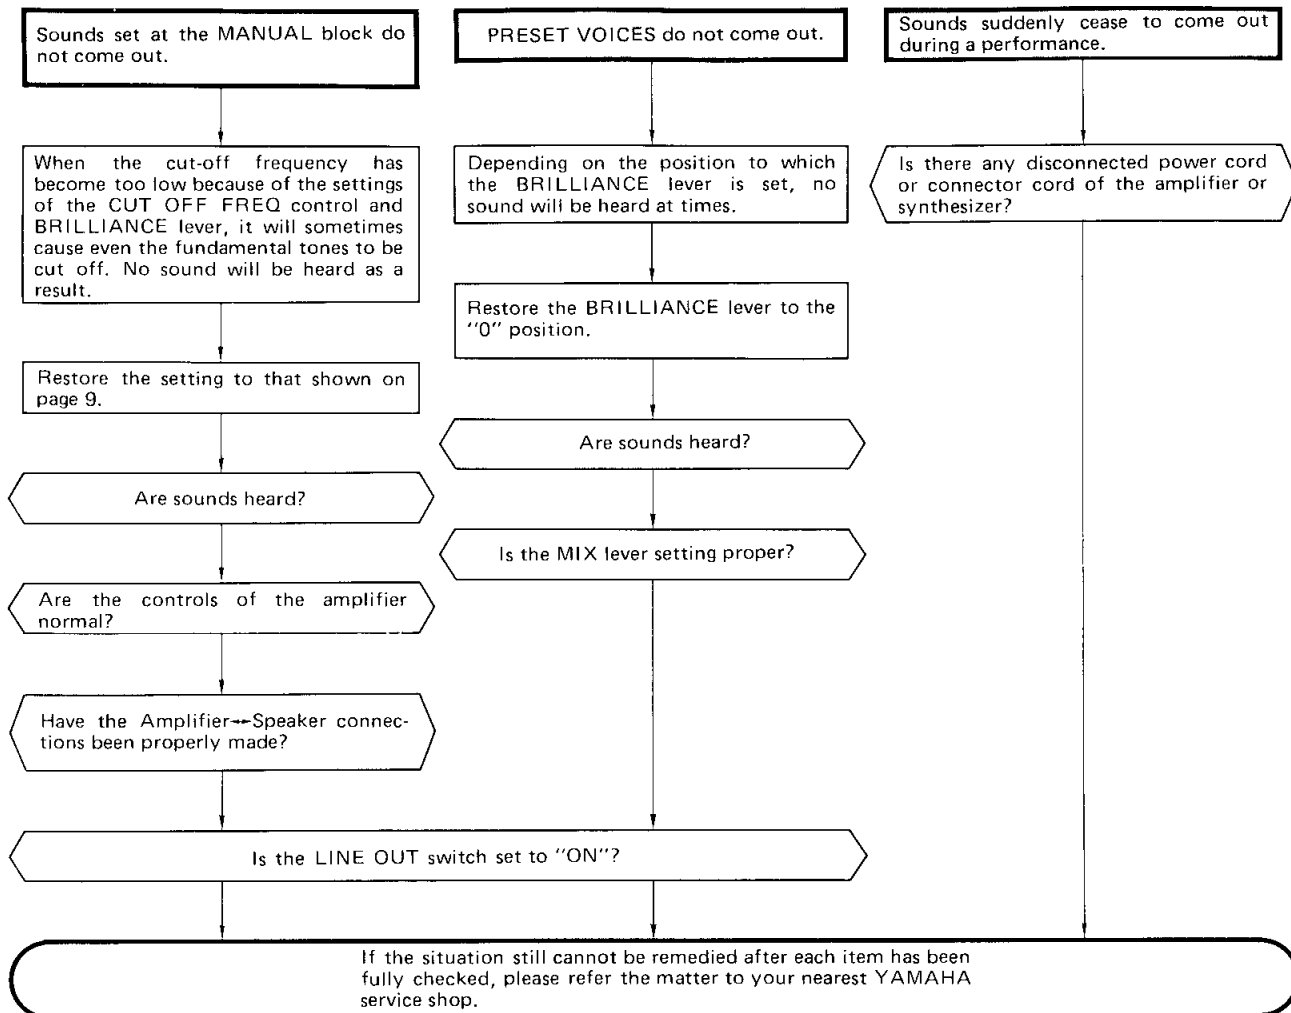 Sounds set at the MANUAL block do
not come out.
When the cut-off frequency has
become too low because of the settings
of the CUT OFF FREQ control and
BRILLIANCE lever, it will sometimes
cause even the fundamental tones to be
cut off. No sound will be heard as a
result.
Restore the setting to that shown on
page 9.
Are sounds heard?
Are the controls of the amplifier
normal?
Have the Amplifier↔Speaker connec-
tions been properly made?
PRESET VOICES do not come out.
Depending on the position to which
the BRILLIANCE lever is set, no
sound will be heard at times.
Restore the BRILLIANCE lever to the
"0" position.
Are sounds heard?
Is the MIX lever setting proper?
Is the LINE OUT switch set to "ON"?
Sounds suddenly cease to come out
during a performance.
Is there any disconnected power cord
or connector cord of the amplifier or
synthesizer?
If the situation still cannot be remedied after each item has been
fully checked, please refer the matter to your nearest YAMAHA
service shop.